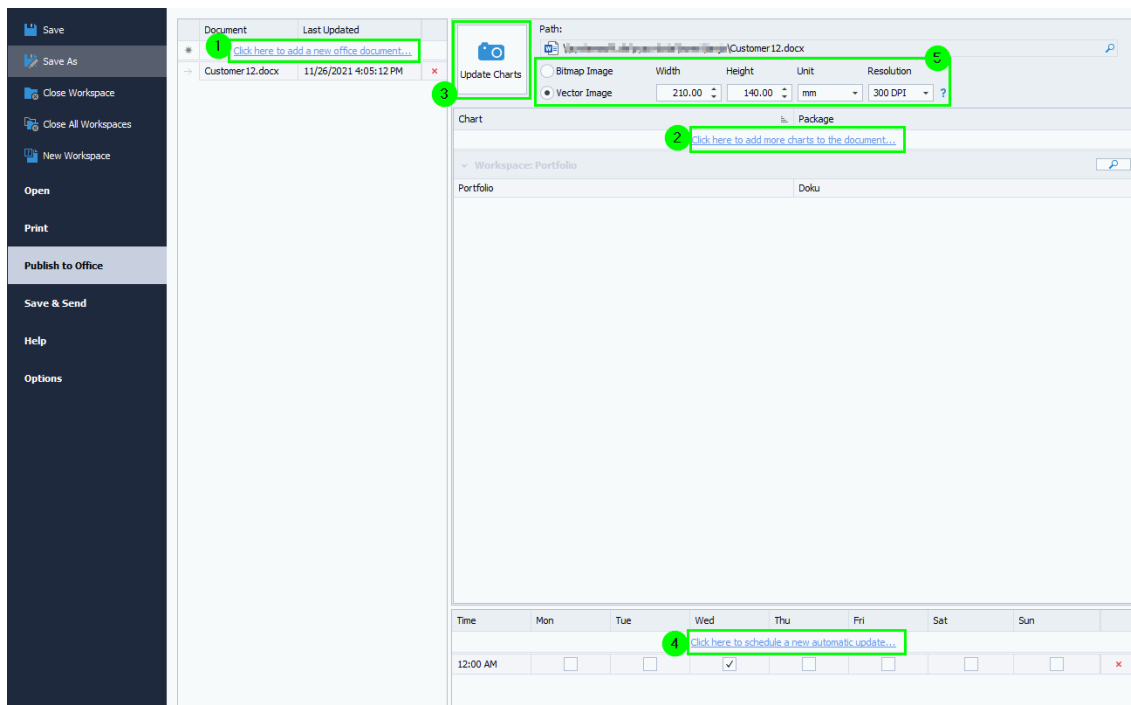 Save
Save As
Close Workspace
Close All Workspaces
New Workspace
Open
Print
Publish to Office
Save & Send
Help
Options
Document Last Updated
1 Click here to add a new office document...
Customer12.docx 11/26/2021 4:05:12 PM
Update Charts
3
Path:
\Customer12.docx
5
Bitmap Image Width Height Unit Resolution
Vector Image 210.00 140.00 mm 300 DPI ?
Chart Package
2 Click here to add more charts to the document...
Workspace: Portfolio
Portfolio Doku
Time Mon Tue Wed Thu Fri Sat Sun
4 Click here to schedule a new automatic update...
12:00 AM